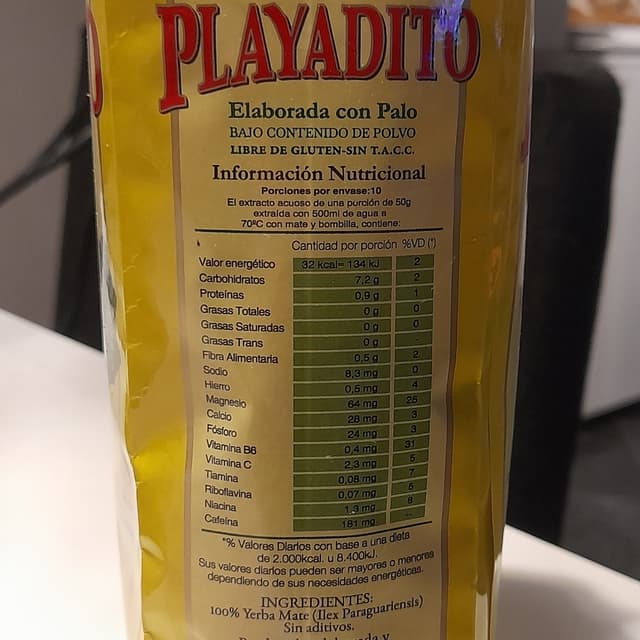 PLAYADITO
Elaborada con Palo
BAJO CONTENIDO DE POLVO
LIBRE DE GLUTEN-SIN T.A.C.C.
Información Nutricional
Porciones por envase:10
El extracto acuoso de una porción de 50g
extraída con 500ml de agua a
70ºC con mate y bombilla, contiene:
Cantidad por porción %VD (*)
Valor energético 32 kcal= 134 kJ 2
Carbohidratos 7,2 g 2
Proteínas 0,9 g 1
Grasas Totales 0 g 0
Grasas Saturadas 0 g 0
Grasas Trans 0 g -
Fibra Alimentaria 0,5 g 2
Sodio 8,3 mg 0
Hierro 0,5 mg 4
Magnesio 64 mg 25
Calcio 28 mg 3
Fósforo 24 mg 3
Vitamina B6 0,4 mg 31
Vitamina C 2,3 mg 5
Tiamina 0,08 mg 7
Riboflavina 0,07 mg 5
Niacina 1,3 mg 8
Cafeína 181 mg --
*% Valores Diarios con base a una dieta
de 2.000kcal. u 8.400kJ.
Sus valores diarios pueden ser mayores o menores
dependiendo de sus necesidades energéticas.
INGREDIENTES:
100% Yerba Mate (Ilex Paraguariensis)
Sin aditivos.